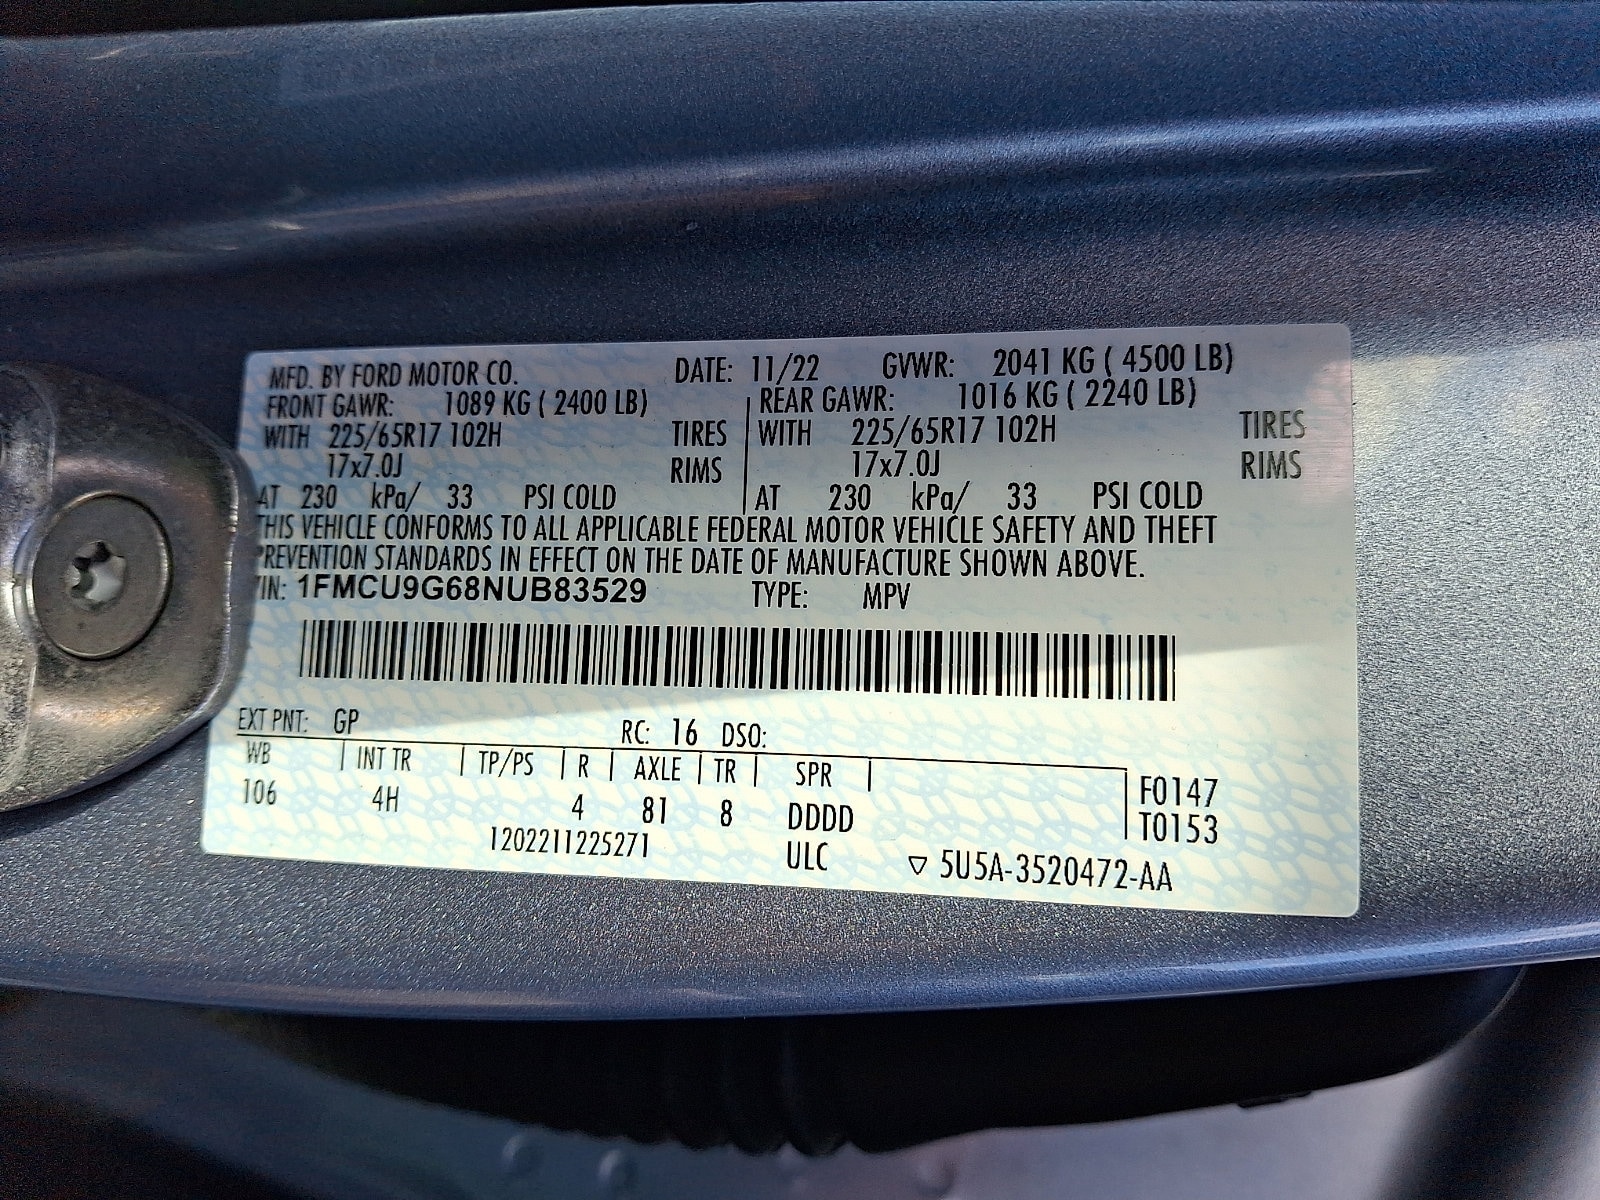 MFD. BY FORD MOTOR CO. DATE: 11/22 GVWR: 2041 KG ( 4500 LB)
FRONT GAWR: 1089 KG ( 2400 LB) REAR GAWR: 1016 KG ( 2240 LB)
WITH 225/65R17 102H TIRES WITH 225/65R17 102H TIRES
17x7.0J RIMS 17x7.0J RIMS
AT 230 kPa/ 33 PSI COLD AT 230 kPa/ 33 PSI COLD
THIS VEHICLE CONFORMS TO ALL APPLICABLE FEDERAL MOTOR VEHICLE SAFETY AND THEFT
PREVENTION STANDARDS IN EFFECT ON THE DATE OF MANUFACTURE SHOWN ABOVE.
VIN: 1FMCU9G68NUB83529 TYPE: MPV
EXT PNT: GP RC: 16 DSO:
WB INT TR TP/PS R AXLE TR SPR
106 4H 4 81 8 DDDD
F0147
T0153
1202211225271 ULC ▽ 5U5A-3520472-AA